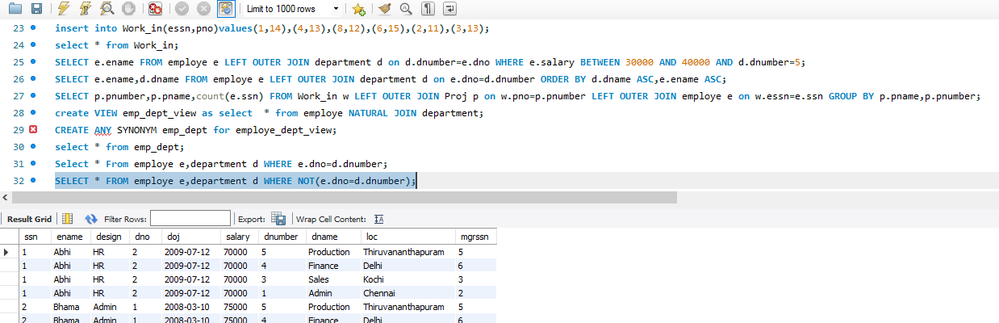 Limit to 1000 rows
23 insert into Work_in(essn,pno)values(1,14),(4,13),(8,12),(6,15),(2,11),(3,13);
24 select * from Work_in;
25 SELECT e.ename FROM employe e LEFT OUTER JOIN department d on d.dnumber=e.dno WHERE e.salary BETWEEN 30000 AND 40000 AND d.dnumber=5;
26 SELECT e.ename,d.dname FROM employe e LEFT OUTER JOIN department d on e.dno=d.dnumber ORDER BY d.dname ASC,e.ename ASC;
27 SELECT p.pnumber,p.pname,count(e.ssn) FROM Work_in w LEFT OUTER JOIN Proj p on w.pno=p.pnumber LEFT OUTER JOIN employe e on w.essn=e.ssn GROUP BY p.pname,p.pnumber;
28 create VIEW emp_dept_view as select  * from employe NATURAL JOIN department;
29 CREATE ANY SYNONYM emp_dept for employe_dept_view;
30 select * from emp_dept;
31 Select * From employe e,department d WHERE e.dno=d.dnumber;
32 SELECT * FROM employe e,department d WHERE NOT(e.dno=d.dnumber);
Result Grid Filter Rows: Export: Wrap Cell Content:
ssn ename design dno doj salary dnumber dname loc mgrssn
1 Abhi HR 2 2009-07-12 70000 5 Production Thiruvananthapuram 5
1 Abhi HR 2 2009-07-12 70000 4 Finance Delhi 6
1 Abhi HR 2 2009-07-12 70000 3 Sales Kochi 3
1 Abhi HR 2 2009-07-12 70000 1 Admin Chennai 2
2 Bhama Admin 1 2008-03-10 75000 5 Production Thiruvananthapuram 5
2 Bhama Admin 1 2008-03-10 75000 4 Finance Delhi 6